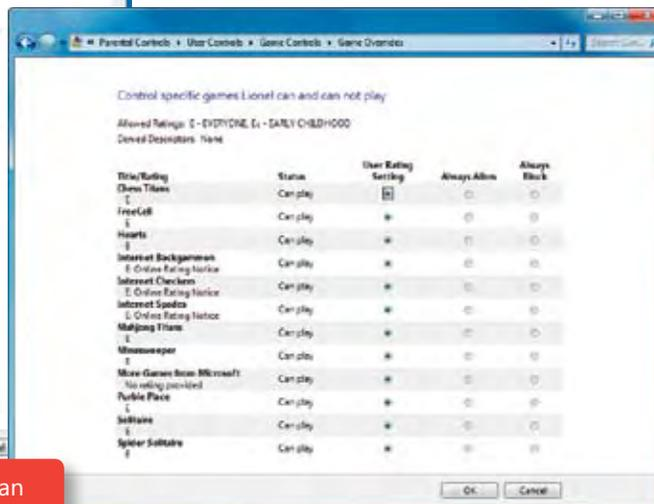 Parental Controls ▸ User Controls ▸ Game Controls ▸ Game Overrides
Control specific games Lionel can and can not play
Allowed Ratings: E - EVERYONE, Ec - EARLY CHILDHOOD
Denied Descriptors: None
Title/Rating Status User Rating Setting Always Allow Always Block
Chess Titans Can play
E
FreeCell Can play
E
Hearts Can play
E
Internet Backgammon Can play
E: Online Rating Notice
Internet Checkers Can play
E: Online Rating Notice
Internet Spades Can play
E: Online Rating Notice
Mahjong Titans Can play
E
Minesweeper Can play
E
More Games from Microsoft Can play
No rating provided
Purble Place Can play
E
Solitaire Can play
E
Spider Solitaire Can play
E
OK Cancel
an